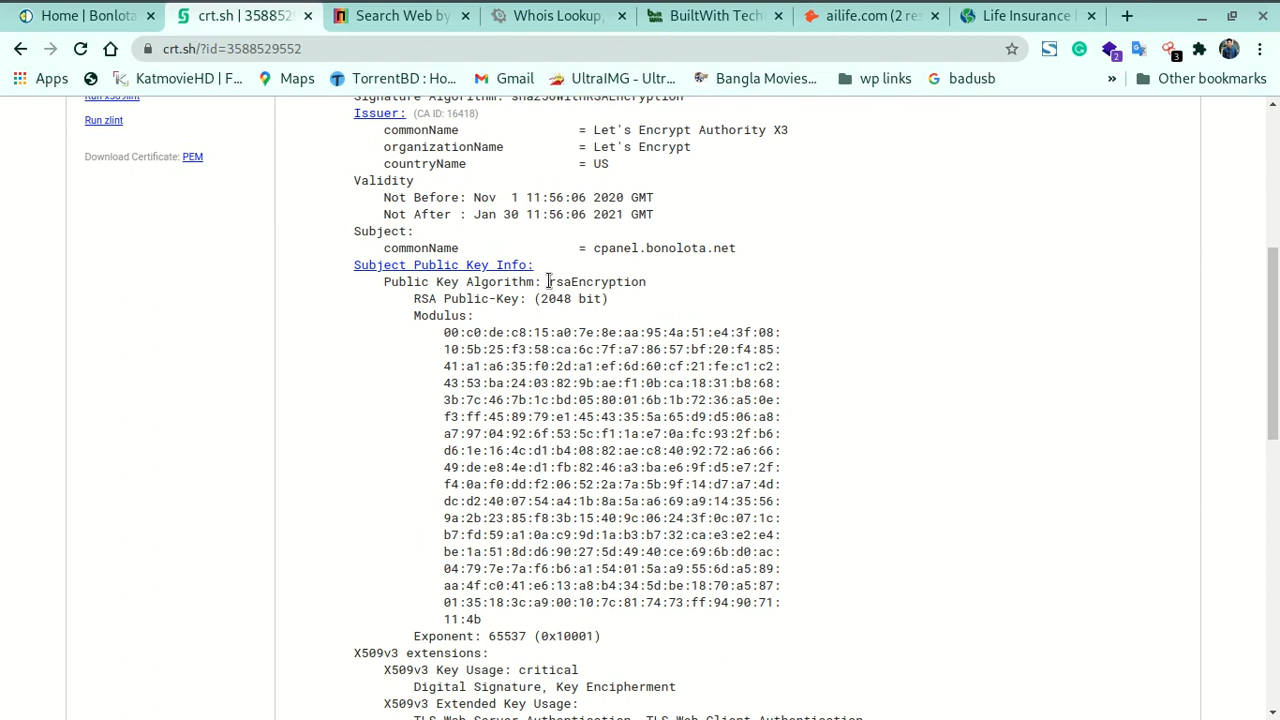 Home | Bonlota
crt.sh | 3588529
Search Web by
Whois Lookup,
BuiltWith Tech
ailife.com (2 res
Life Insurance
crt.sh/?id=3588529552
2
3
Apps
KatmovieHD | F...
Maps
TorrentBD : Ho...
Gmail
UltraIMG - Ultr...
Bangla Movies...
wp links
badusb
»
Other bookmarks
Run x509lint
Run zlint
Download Certificate: PEM
Signature Algorithm: sha256WithRSAEncryption
Issuer: (CA ID: 16418)
commonName = Let's Encrypt Authority X3
organizationName = Let's Encrypt
countryName = US
Validity
Not Before: Nov  1 11:56:06 2020 GMT
Not After : Jan 30 11:56:06 2021 GMT
Subject:
commonName = cpanel.bonolota.net
Subject Public Key Info:
Public Key Algorithm: rsaEncryption
RSA Public-Key: (2048 bit)
Modulus:
00:c0:de:c8:15:a0:7e:8e:aa:95:4a:51:e4:3f:08:
10:5b:25:f3:58:ca:6c:7f:a7:86:57:bf:20:f4:85:
41:a1:a6:35:f0:2d:a1:ef:6d:60:cf:21:fe:c1:c2:
43:53:ba:24:03:82:9b:ae:f1:0b:ca:18:31:b8:68:
3b:7c:46:7b:1c:bd:05:80:01:6b:1b:72:36:a5:0e:
f3:ff:45:89:79:e1:45:43:35:5a:65:d9:d5:06:a8:
a7:97:04:92:6f:53:5c:f1:1a:e7:0a:fc:93:2f:b6:
d6:1e:16:4c:d1:b4:08:82:ae:c8:40:92:72:a6:66:
49:de:e8:4e:d1:fb:82:46:a3:ba:e6:9f:d5:e7:2f:
f4:0a:f0:dd:f2:06:52:2a:7a:5b:9f:14:d7:a7:4d:
dc:d2:40:07:54:a4:1b:8a:5a:a6:69:a9:14:35:56:
9a:2b:23:85:f8:3b:15:40:9c:06:24:3f:0c:07:1c:
b7:fd:59:a1:0a:c9:9d:1a:b3:b7:32:ca:e3:e2:e4:
be:1a:51:8d:d6:90:27:5d:49:40:ce:69:6b:d0:ac:
04:79:7e:7a:f6:b6:a1:54:01:5a:a9:55:6d:a5:89:
aa:4f:c0:41:e6:13:a8:b4:34:5d:be:18:70:a5:87:
01:35:18:3c:a9:00:10:7c:81:74:73:ff:94:90:71:
11:4b
Exponent: 65537 (0x10001)
X509v3 extensions:
X509v3 Key Usage: critical
Digital Signature, Key Encipherment
X509v3 Extended Key Usage:
TLS Web Server Authentication, TLS Web Client Authentication